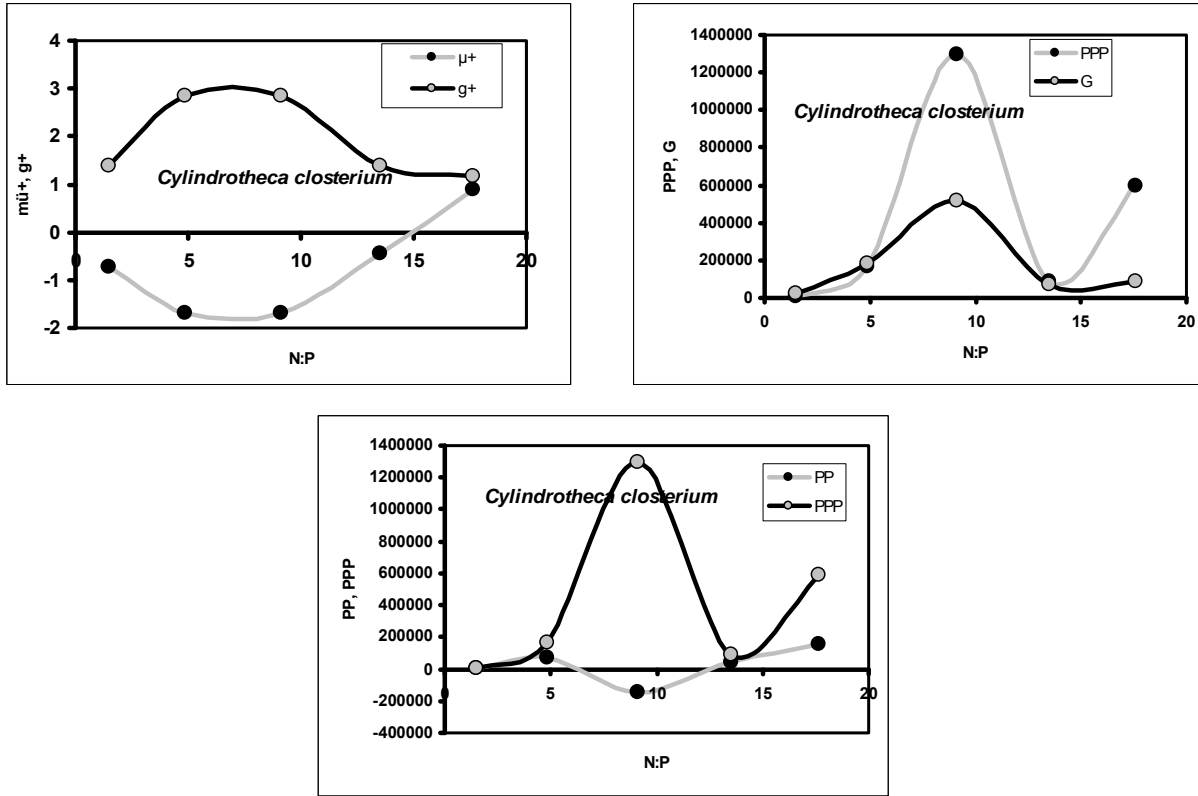 4
3
2
1
0
-1
-2
0
5
10
15
20
mü+, g+
N:P
Cylindrotheca closterium
µ+
g+
1400000
1200000
1000000
800000
600000
400000
200000
0
0
5
10
15
20
PPP, G
N:P
Cylindrotheca closterium
PPP
G
1400000
1200000
1000000
800000
600000
400000
200000
0
-200000
-400000
0
5
10
15
20
PP, PPP
N:P
Cylindrotheca closterium
PP
PPP